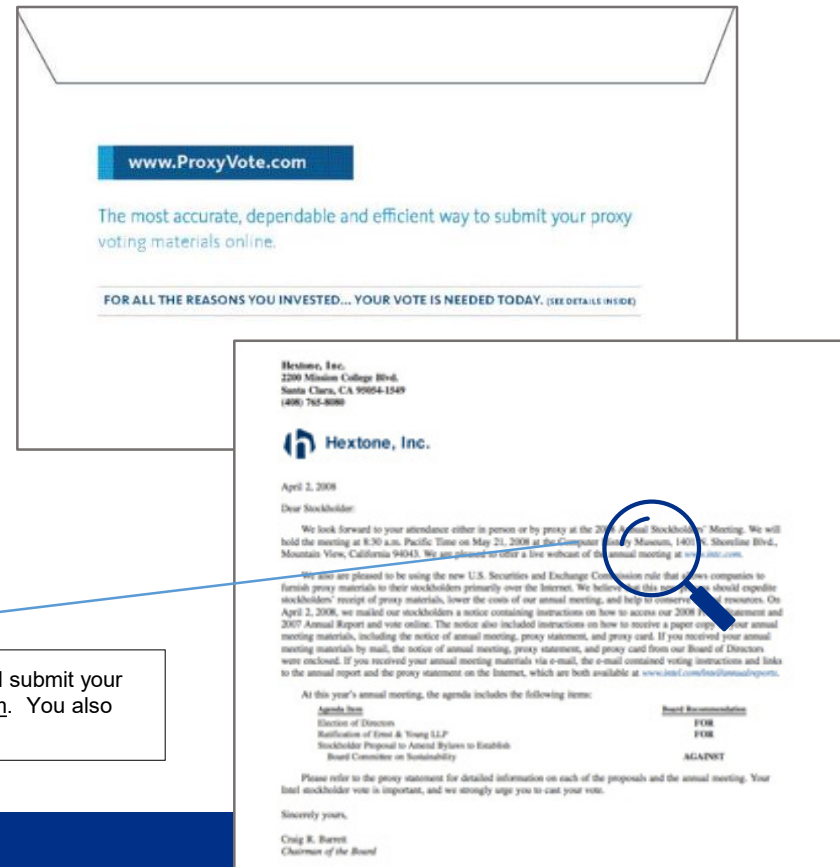 www.ProxyVote.com
The most accurate, dependable and efficient way to submit your proxy
voting materials online.
FOR ALL THE REASONS YOU INVESTED... YOUR VOTE IS NEEDED TODAY. (SEE DETAILS INSIDE)
Hextone, Inc.
2200 Mission College Blvd.
Santa Clara, CA 95054-1549
(408) 765-8080
Hextone, Inc.
April 2, 2008
Dear Stockholder:
We look forward to your attendance either in person or by proxy at the 2008 Annual Stockholders' Meeting. We will
hold the meeting at 8:30 a.m. Pacific Time on May 21, 2008 at the Computer History Museum, 1401 N. Shoreline Blvd.,
Mountain View, California 94043. We are pleased to offer a live webcast of the annual meeting at www.intc.com.
We also are pleased to be using the new U.S. Securities and Exchange Commission rule that allows companies to
furnish proxy materials to their stockholders primarily over the Internet. We believe that this new process should expedite
stockholders' receipt of proxy materials, lower the costs of our annual meeting, and help to conserve natural resources. On
April 2, 2008, we mailed our stockholders a notice containing instructions on how to access our 2008 Proxy Statement and
2007 Annual Report and vote online. The notice also included instructions on how to receive a paper copy of your annual
meeting materials, including the notice of annual meeting, proxy statement, and proxy card. If you received your annual
meeting materials by mail, the notice of annual meeting, proxy statement, and proxy card from our Board of Directors
were enclosed. If you received your annual meeting materials via e-mail, the e-mail contained voting instructions and links
to the annual report and the proxy statement on the Internet, which are both available at www.intel.com/intel/annualreports.
At this year's annual meeting, the agenda includes the following items:
Agenda Item Board Recommendation
Election of Directors FOR
Ratification of Ernst & Young LLP FOR
Stockholder Proposal to Amend Bylaws to Establish
Board Committee on Sustainability AGAINST
Please refer to the proxy statement for detailed information on each of the proposals and the annual meeting. Your
Intel stockholder vote is important, and we strongly urge you to cast your vote.
Sincerely yours,
Craig R. Barrett
Chairman of the Board
submit your
You also